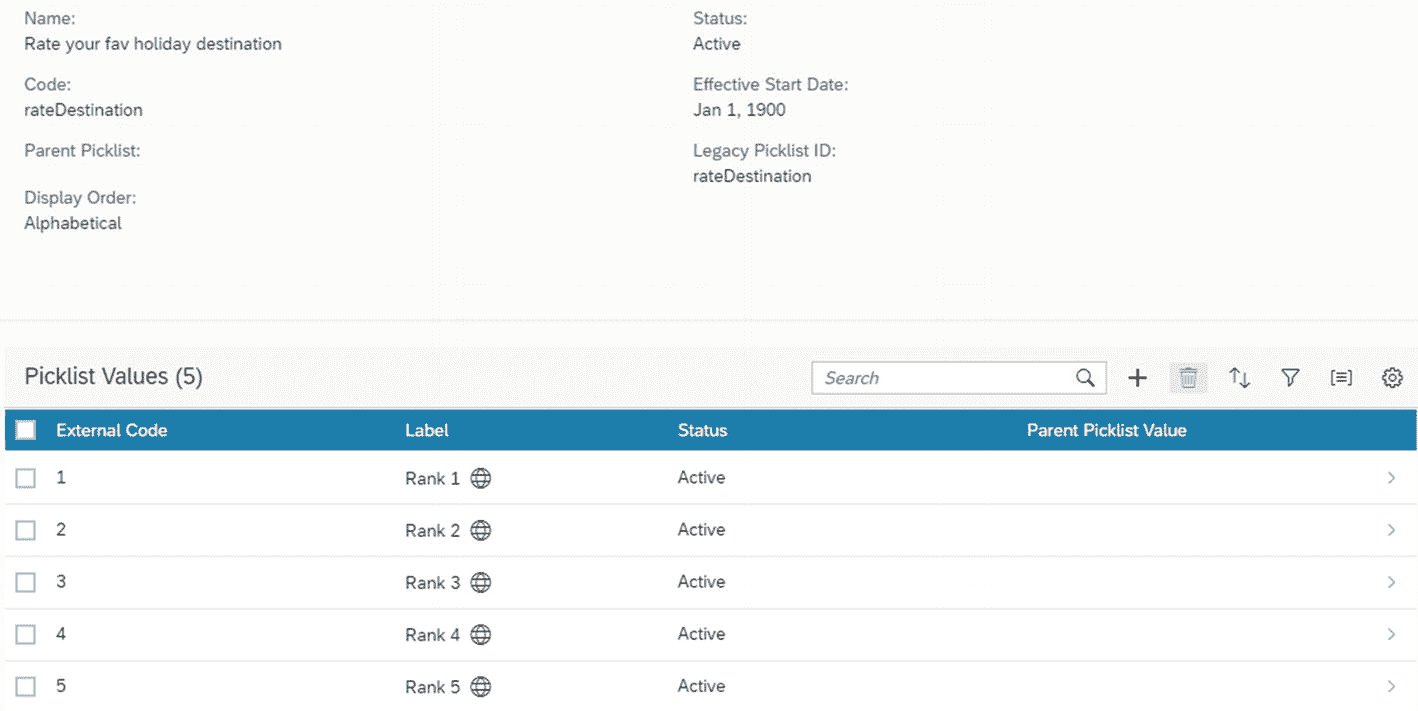 Name:
Rate your fav holiday destination
Status:
Active
Code:
rateDestination
Effective Start Date:
Jan 1, 1900
Parent Picklist:
Legacy Picklist ID:
rateDestination
Display Order:
Alphabetical
Picklist Values (5)
Search
External Code Label Status Parent Picklist Value
1 Rank 1 Active
2 Rank 2 Active
3 Rank 3 Active
4 Rank 4 Active
5 Rank 5 Active